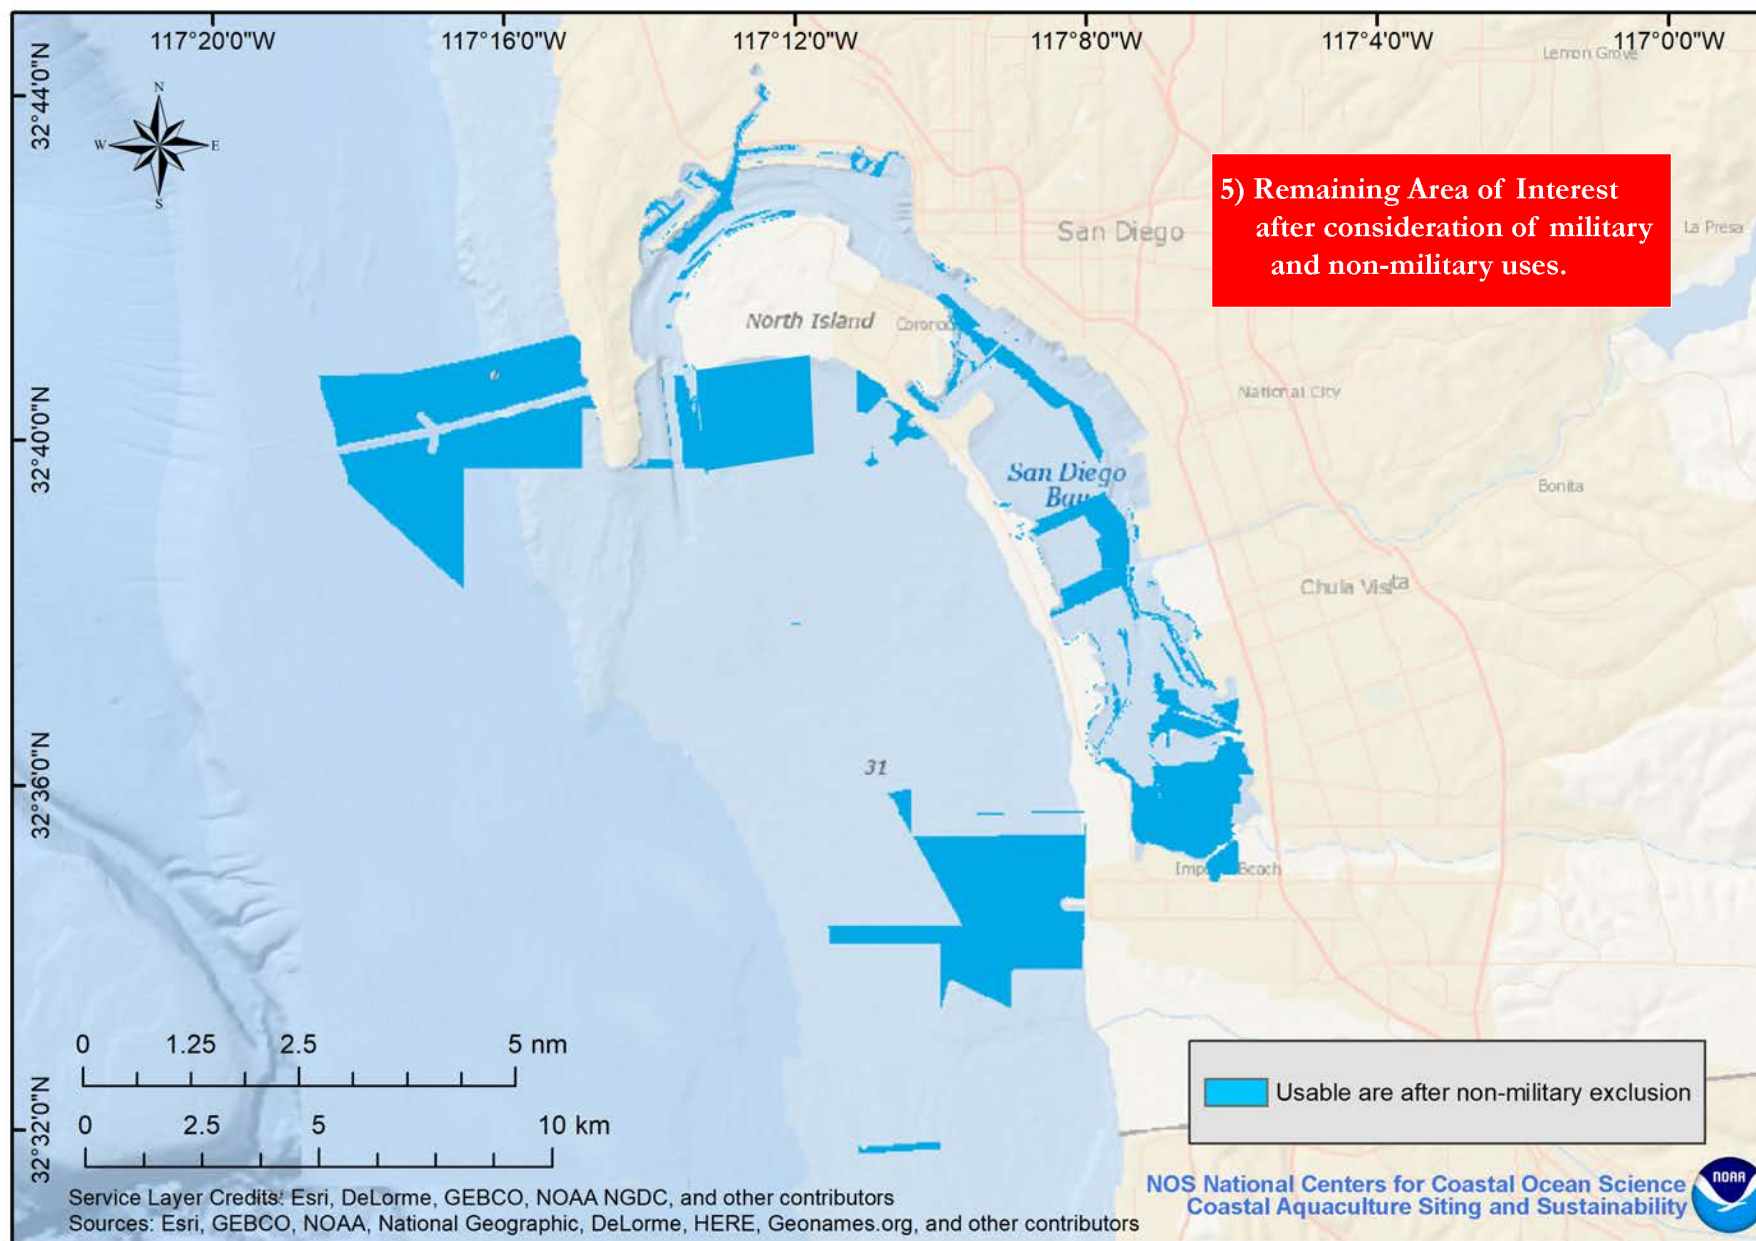 117°20'0"W 117°16'0"W 117°12'0"W 117°8'0"W 117°4'0"W 117°0'0"W
Lemon Grove
32°44'0"N
N
W E
S
5) Remaining Area of Interest
after consideration of military
and non-military uses.
San Diego
La Presa
North Island
32°40'0"N
National City
San Diego
Bay
Bonita
Chula Vista
31
32°36'0"N
Beach
0 1.25 2.5 5 nm
0 2.5 5 10 km
32°32'0"N
Usable are after non-military exclusion
NOS National Centers for Coastal Ocean Science
Coastal Aquaculture Siting and Sustainability
NOAA
Service Layer Credits: Esri, DeLorme, GEBCO, NOAA NGDC, and other contributors
Sources: Esri, GEBCO, NOAA, National Geographic, DeLorme, HERE, Geonames.org, and other contributors